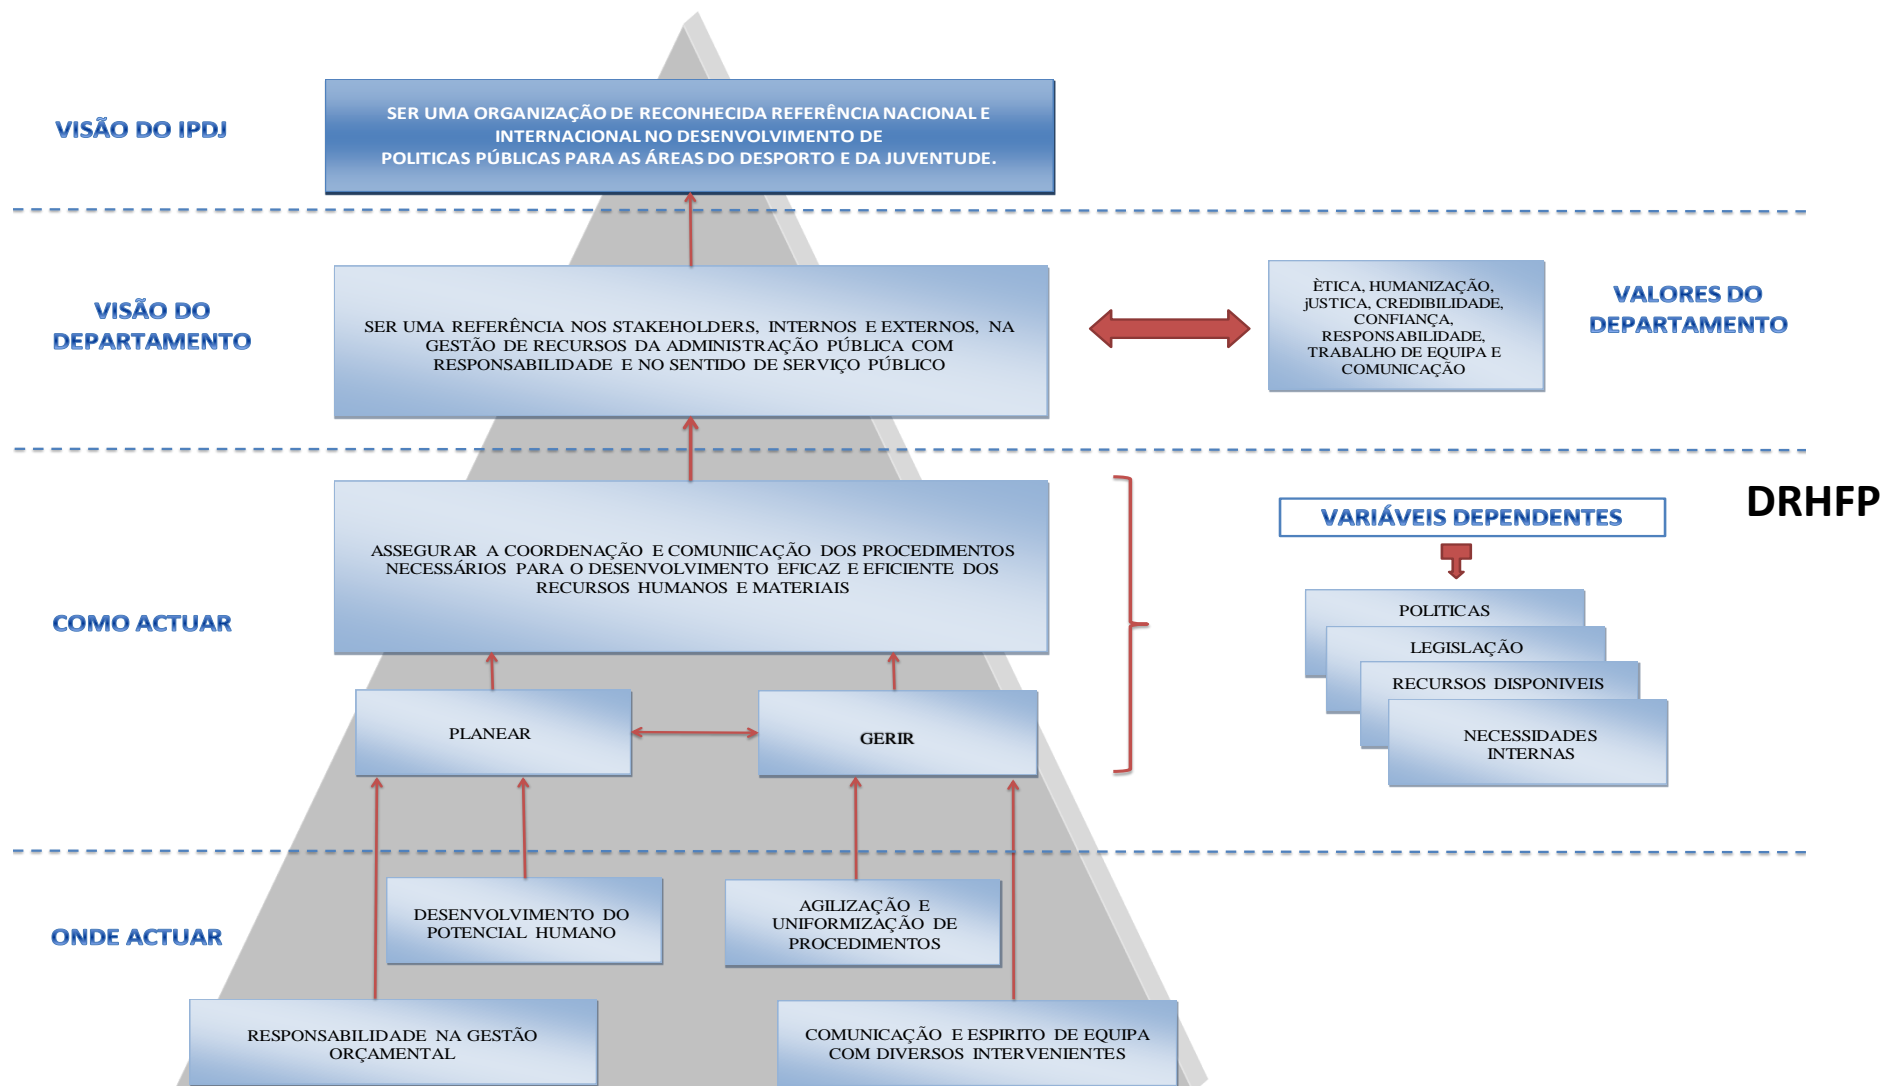 VISÃO DO IPDJ
SER UMA ORGANIZAÇÃO DE RECONHECIDA REFERÊNCIA NACIONAL E
INTERNACIONAL NO DESENVOLVIMENTO DE
POLITICAS PÚBLICAS PARA AS ÁREAS DO DESPORTO E DA JUVENTUDE.
VISÃO DO
DEPARTAMENTO
SER UMA REFERÊNCIA NOS STAKEHOLDERS, INTERNOS E EXTERNOS, NA
GESTÃO DE RECURSOS DA ADMINISTRAÇÃO PÚBLICA COM
RESPONSABILIDADE E NO SENTIDO DE SERVIÇO PÚBLICO
ÈTICA, HUMANIZAÇÃO,
jUSTICA, CREDIBILIDADE,
CONFIANÇA,
RESPONSABILIDADE,
TRABALHO DE EQUIPA E
COMUNICAÇÃO
VALORES DO
DEPARTAMENTO
DRHFP
COMO ACTUAR
ASSEGURAR A COORDENAÇÃO E COMUNIICAÇÃO DOS PROCEDIMENTOS
NECESSÁRIOS PARA O DESENVOLVIMENTO EFICAZ E EFICIENTE DOS
RECURSOS HUMANOS E MATERIAIS
PLANEAR
GERIR
VARIÁVEIS DEPENDENTES
POLITICAS
LEGISLAÇÃO
RECURSOS DISPONIVEIS
NECESSIDADES
INTERNAS
ONDE ACTUAR
DESENVOLVIMENTO DO
POTENCIAL HUMANO
AGILIZAÇÃO E
UNIFORMIZAÇÃO DE
PROCEDIMENTOS
RESPONSABILIDADE NA GESTÃO
ORÇAMENTAL
COMUNICAÇÃO E ESPIRITO DE EQUIPA
COM DIVERSOS INTERVENIENTES